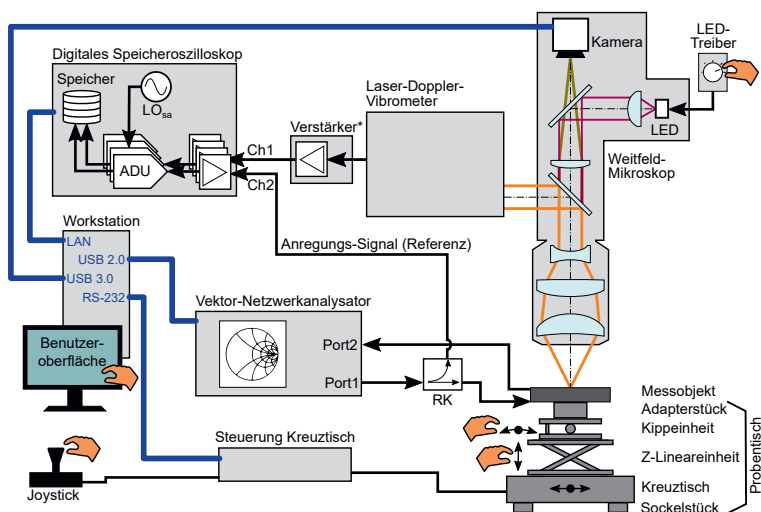 Kamera
LED-
Treiber
LED
Weitfeld-
Mikroskop
Digitales Speicheroszilloskop
Speicher
LOsa
ADU
Ch1
Ch2
Verstärker*
Laser-Doppler-
Vibrometer
Anregungs-Signal (Referenz)
Workstation
LAN
USB 2.0
USB 3.0
RS-232
Benutzer-
oberfläche
Vektor-Netzwerkanalysator
Port2
Port1
RK
Messobjekt
Adapterstück
Kippeinheit
Z-Lineareinheit
Kreuztisch
Sockelstück
Probentisch
Steuerung Kreuztisch
Joystick